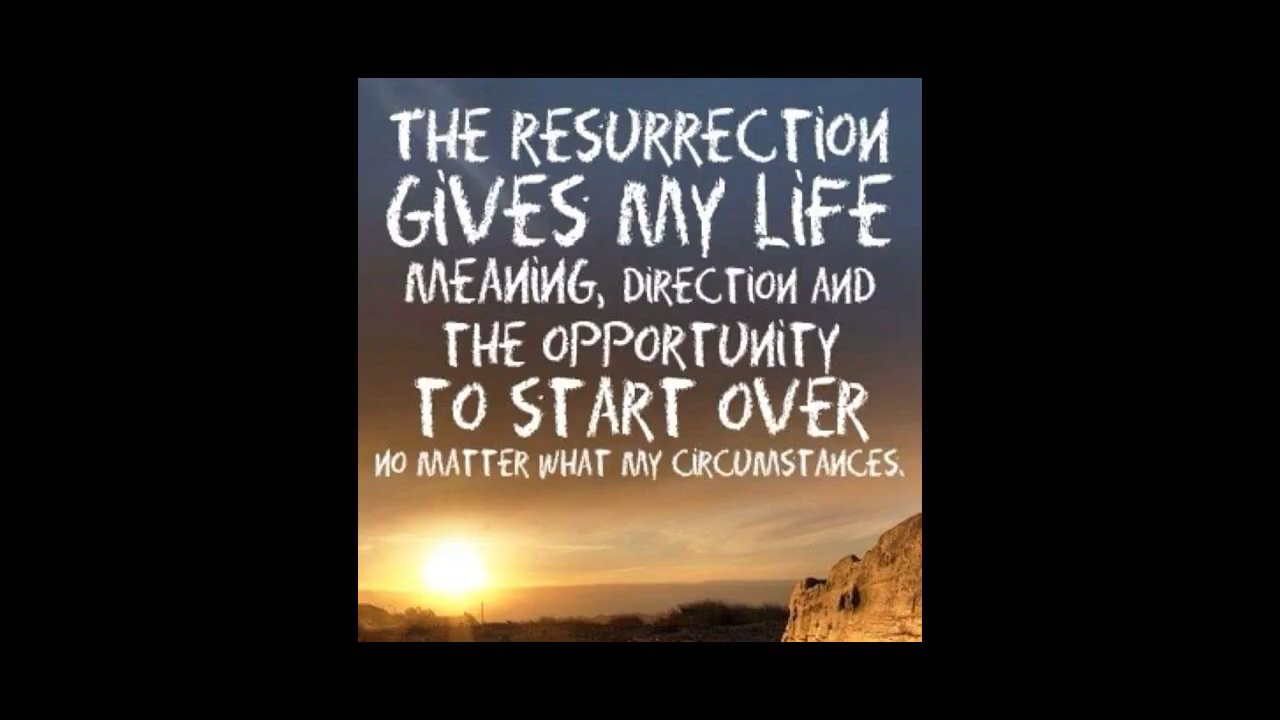 THE RESURRECTION
GIVES MY LIFE
MEANING, DIRECTION AND
THE OPPORTUNITY
TO START OVER
NO MATTER WHAT MY CIRCUMSTANCES.